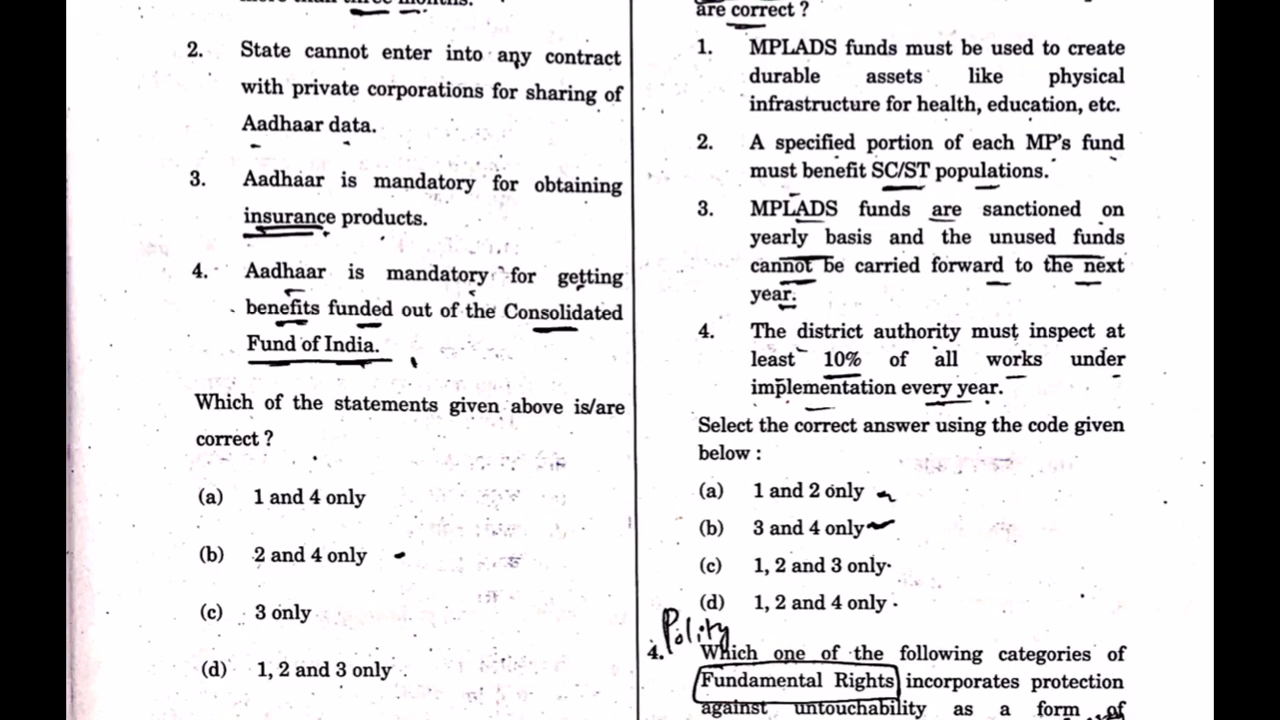 more than three months.
2. State cannot enter into any contract
with private corporations for sharing of
Aadhaar data.
3. Aadhaar is mandatory for obtaining
insurance products.
4. Aadhaar is mandatory for getting
benefits funded out of the Consolidated
Fund of India.
Which of the statements given above is/are
correct ?
(a) 1 and 4 only
(b) 2 and 4 only
(c) 3 only
(d) 1, 2 and 3 only
are correct ?
1. MPLADS funds must be used to create
durable assets like physical
infrastructure for health, education, etc.
2. A specified portion of each MP's fund
must benefit SC/ST populations.
3. MPLADS funds are sanctioned on
yearly basis and the unused funds
cannot be carried forward to the next
year.
4. The district authority must inspect at
least 10% of all works under
implementation every year.
Select the correct answer using the code given
below :
(a) 1 and 2 only
(b) 3 and 4 only
(c) 1, 2 and 3 only
(d) 1, 2 and 4 only
Polity
4. Which one of the following categories of
Fundamental Rights incorporates protection
against untouchability as a form of